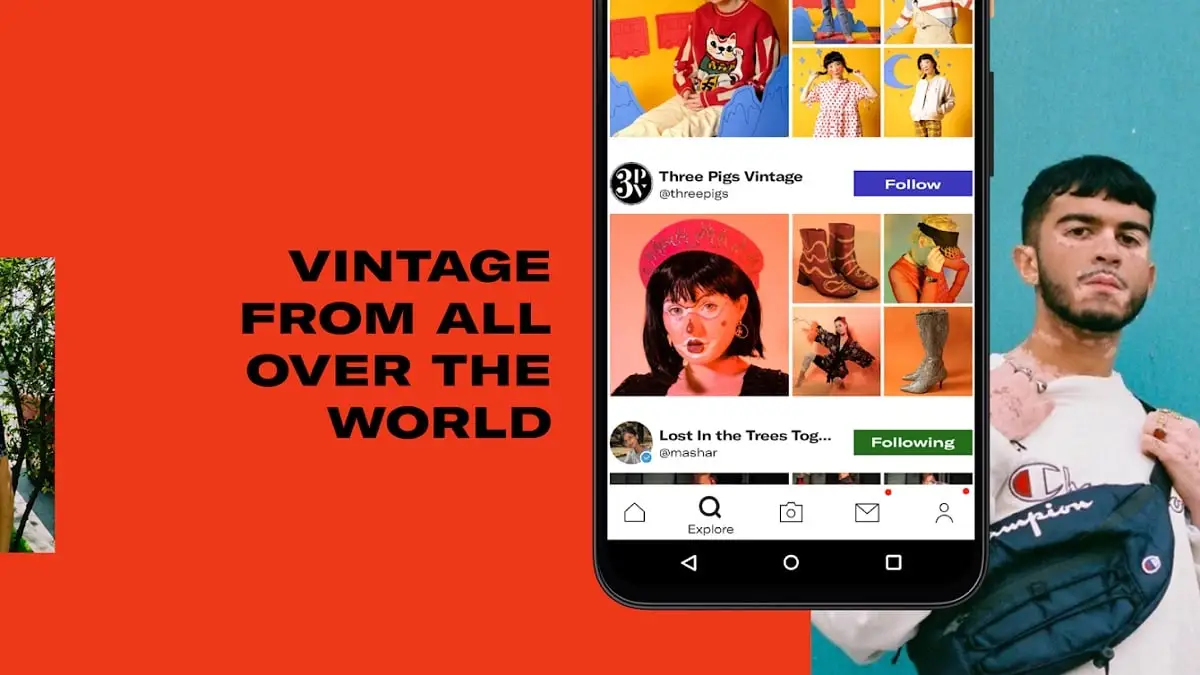 VINTAGE
FROM ALL
OVER THE
WORLD
Three Pigs Vintage
@threepigs
Follow
Lost In the Trees Tog...
@mashar
Following
Explore
Champion